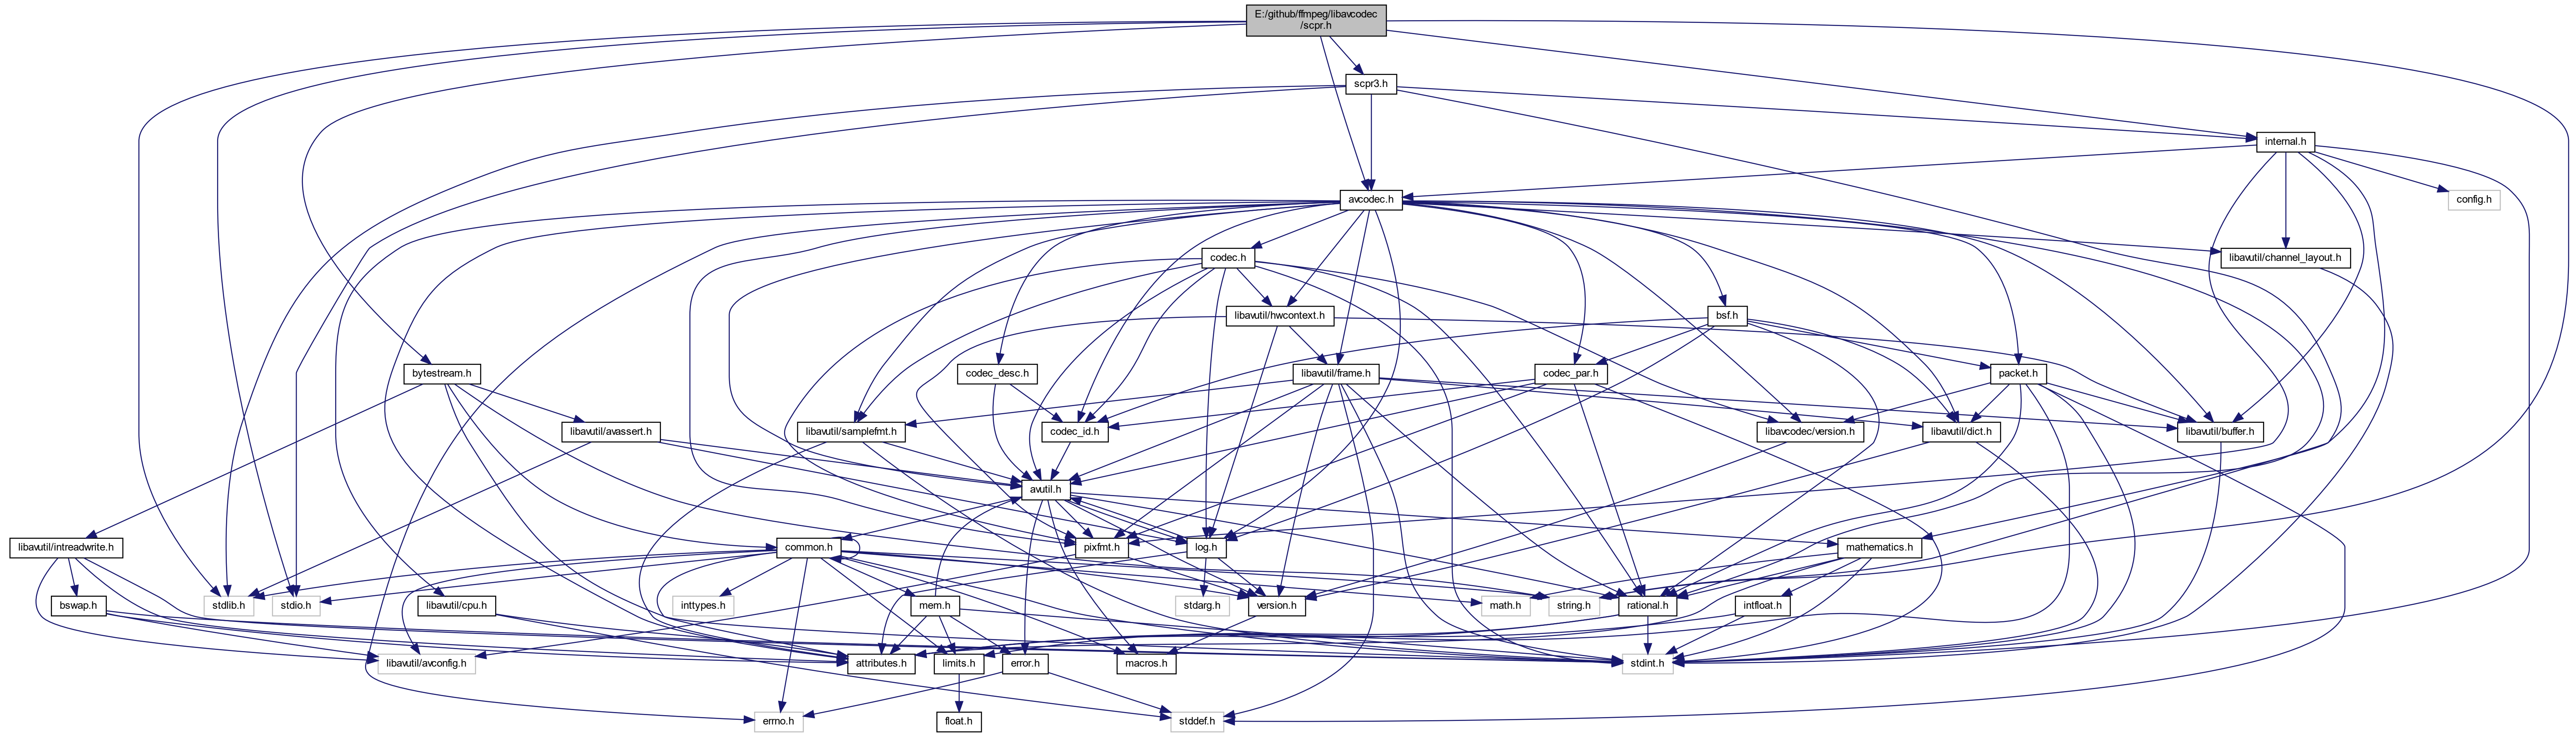 E:/github/ffmpeg/libavcodec
/scpr.h
scpr3.h
internal.h
avcodec.h
config.h
codec.h
libavutil/channel_layout.h
libavutil/hwcontext.h
bsf.h
bytestream.h
codec_desc.h
libavutil/frame.h
codec_par.h
packet.h
libavutil/avassert.h
libavutil/samplefmt.h
codec_id.h
libavcodec/version.h
libavutil/dict.h
libavutil/buffer.h
avutil.h
libavutil/intreadwrite.h
common.h
pixfmt.h
log.h
mathematics.h
bswap.h
stdlib.h
stdio.h
libavutil/cpu.h
inttypes.h
mem.h
stdarg.h
version.h
math.h
string.h
rational.h
intfloat.h
libavutil/avconfig.h
attributes.h
limits.h
error.h
macros.h
stdint.h
errno.h
float.h
stddef.h